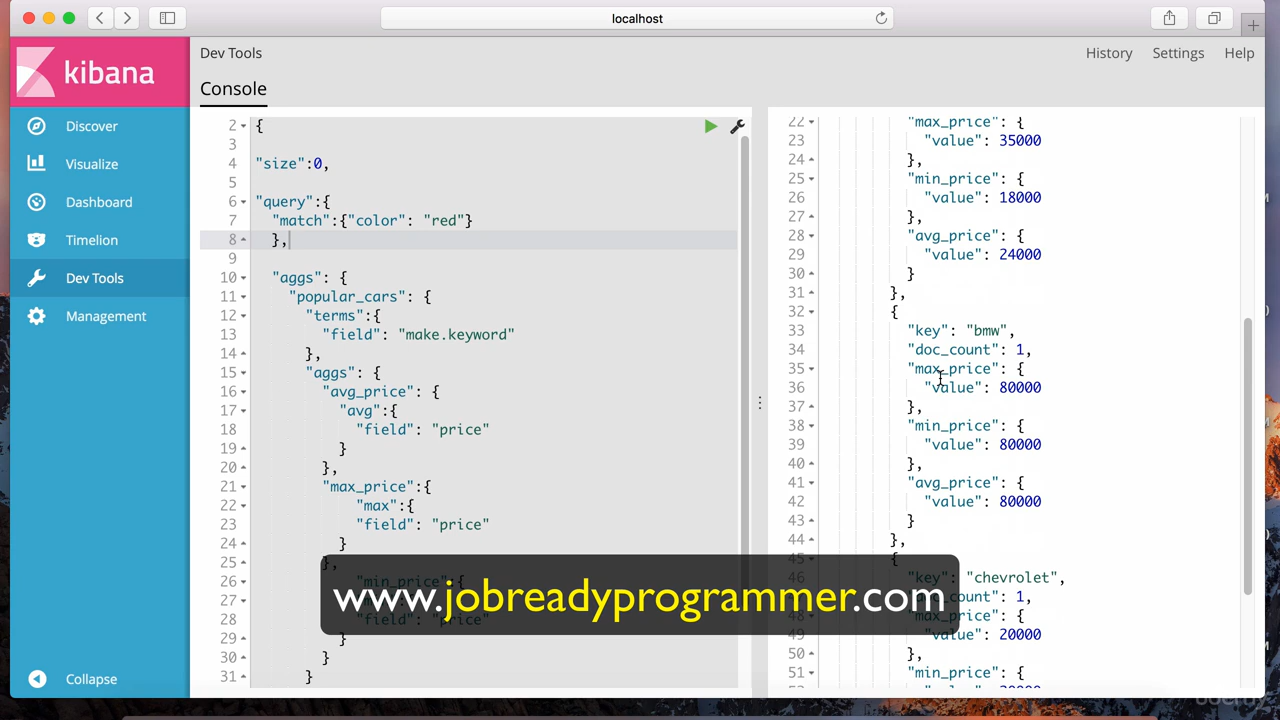 localhost
kibana
Discover
Visualize
Dashboard
Timelion
Dev Tools
Management
Collapse
Dev Tools
History Settings Help
Console
2 {
3
4 "size":0,
5
6 "query":{
7 "match":{"color": "red"}
8 },
9
10 "aggs": {
11 "popular_cars": {
12 "terms":{
13 "field": "make.keyword"
14 },
15 "aggs": {
16 "avg_price": {
17 "avg":{
18 "field": "price"
19 }
20 },
21 "max_price":{
22 "max":{
23 "field": "price"
24 }
25 },
26 "min_price":{
27
28 "field": "price"
29 }
30 }
31 }
22 "max_price": {
23 "value": 35000
24 },
25 "min_price": {
26 "value": 18000
27 },
28 "avg_price": {
29 "value": 24000
30 }
31 },
32 {
33 "key": "bmw",
34 "doc_count": 1,
35 "max_price": {
36 "value": 80000
37 },
38 "min_price": {
39 "value": 80000
40 },
41 "avg_price": {
42 "value": 80000
43 }
44 },
45 {
46 "key": "chevrolet",
"doc_count": 1,
"max_price": {
49 "value": 20000
50 },
51 "min_price": {
www.jobreadyprogrammer.com